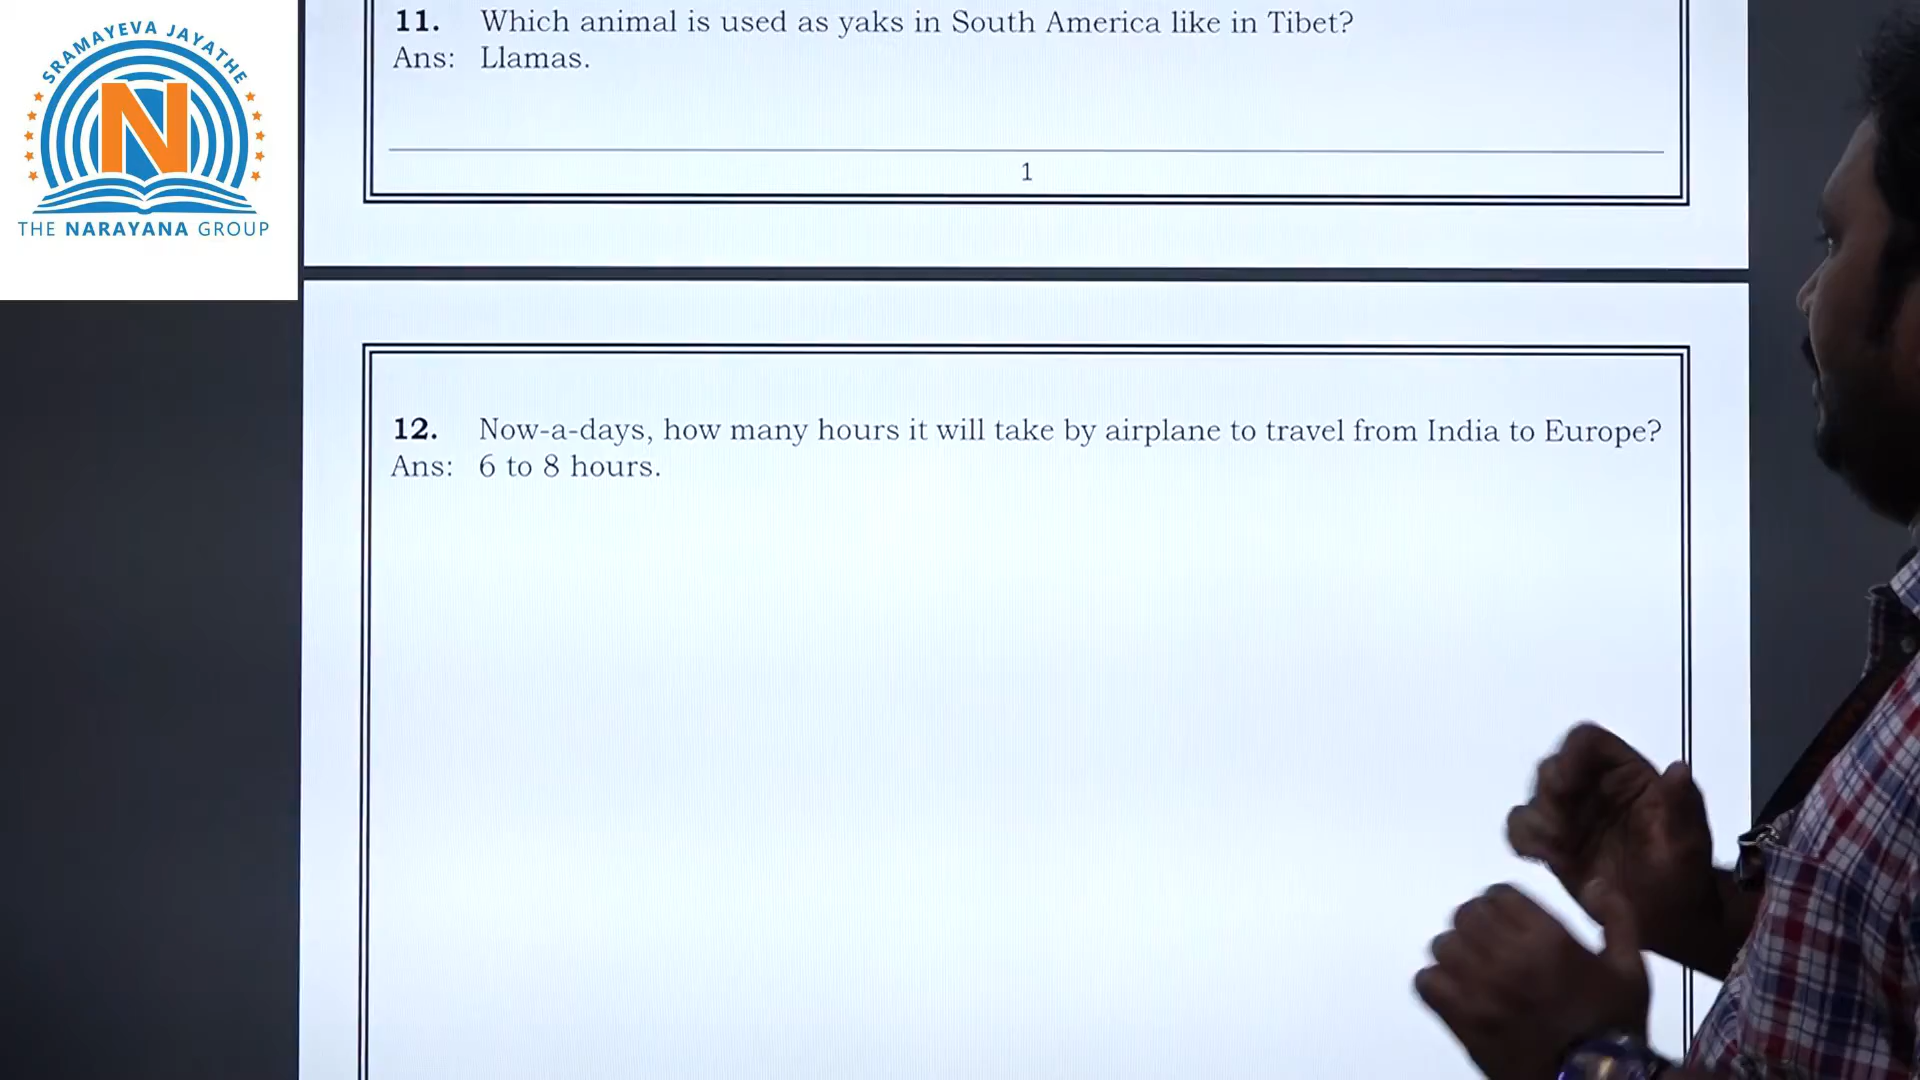 SRAMAYEVA JAYATHE
N
THE NARAYANA GROUP
11. Which animal is used as yaks in South America like in Tibet?
Ans: Llamas.
1
12. Now-a-days, how many hours it will take by airplane to travel from India to Europe?
Ans: 6 to 8 hours.